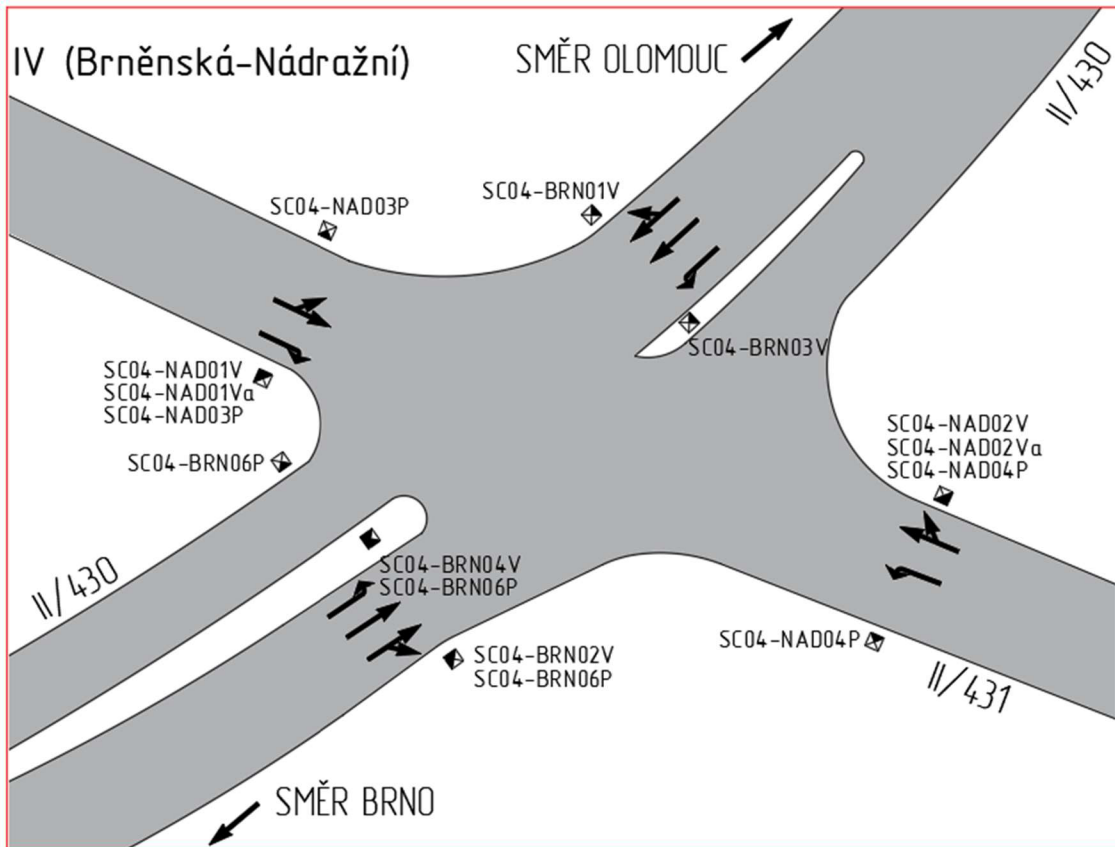 IV (Brněnská-Nádražní)
SMĚR OLOMOUC
II/430
SC04-NAD03P
SC04-BRN01V
SC04-BRN03V
SC04-NAD01V
SC04-NAD01Va
SC04-NAD03P
SC04-BRN06P
SC04-NAD02V
SC04-NAD02Va
SC04-NAD04P
II/430
SC04-BRN04V
SC04-BRN06P
SC04-BRN02V
SC04-BRN06P
SC04-NAD04P
II/431
SMĚR BRNO